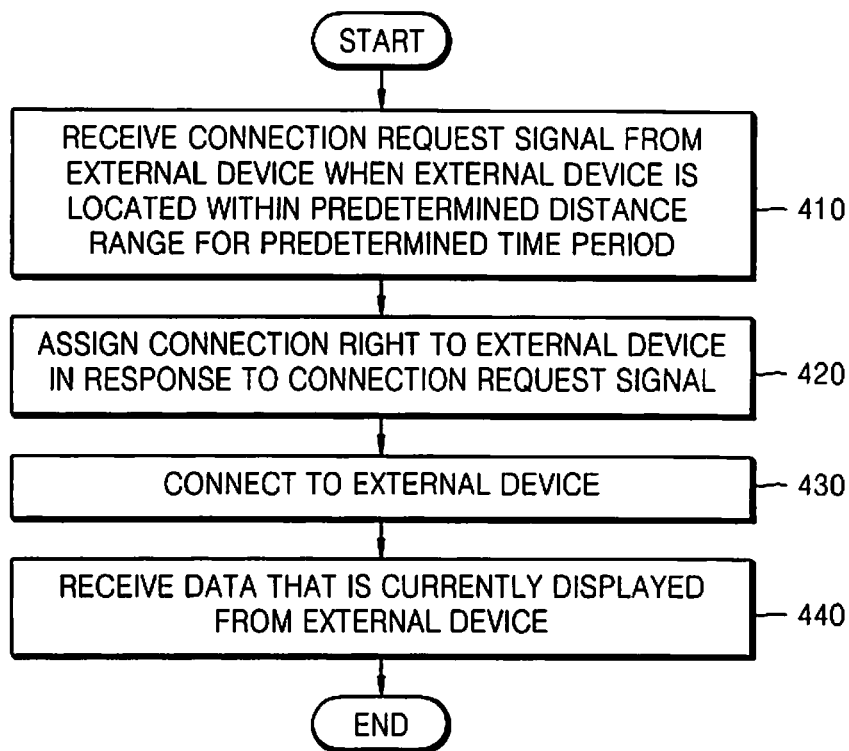 START
RECEIVE CONNECTION REQUEST SIGNAL FROM
EXTERNAL DEVICE WHEN EXTERNAL DEVICE IS
LOCATED WITHIN PREDETERMINED DISTANCE
RANGE FOR PREDETERMINED TIME PERIOD
410
ASSIGN CONNECTION RIGHT TO EXTERNAL DEVICE
IN RESPONSE TO CONNECTION REQUEST SIGNAL
420
CONNECT TO EXTERNAL DEVICE
430
RECEIVE DATA THAT IS CURRENTLY DISPLAYED
FROM EXTERNAL DEVICE
440
END